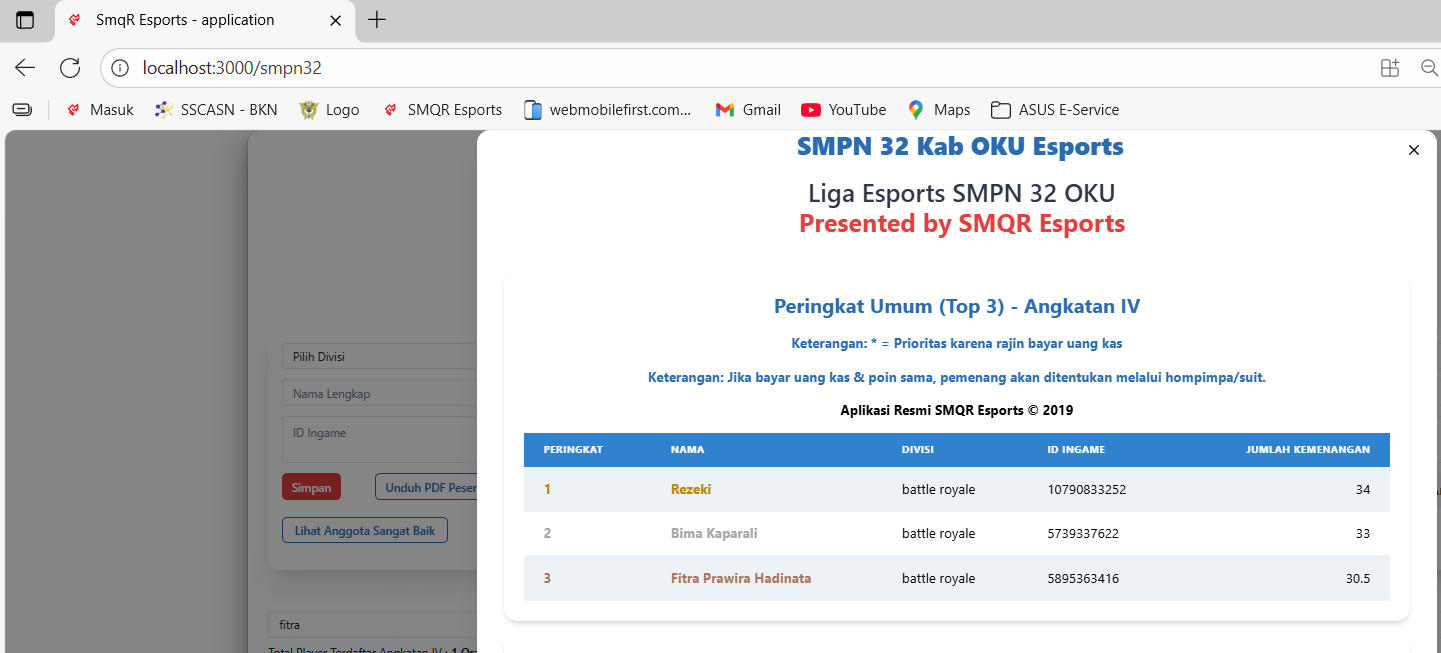 SmqR Esports - application
localhost:3000/smpn32
Masuk
SSCASN - BKN
Logo
SMQR Esports
webmobilefirst.com...
Gmail
YouTube
Maps
ASUS E-Service
SMPN 32 Kab OKU Esports
Liga Esports SMPN 32 OKU
Presented by SMQR Esports
Peringkat Umum (Top 3) - Angkatan IV
Keterangan: * = Prioritas karena rajin bayar uang kas
Keterangan: Jika bayar uang kas & poin sama, pemenang akan ditentukan melalui hompimpa/suit.
Aplikasi Resmi SMQR Esports © 2019
PERINGKAT NAMA DIVISI ID INGAME JUMLAH KEMENANGAN
1 Rezeki battle royale 10790833252 34
2 Bima Kaparali battle royale 5739337622 33
3 Fitra Prawira Hadinata battle royale 5895363416 30.5
Pilih Divisi
Nama Lengkap
ID Ingame
Simpan
Unduh PDF Peser
Lihat Anggota Sangat Baik
fitra
Total Player Terdaftar Angkatan IV : 1